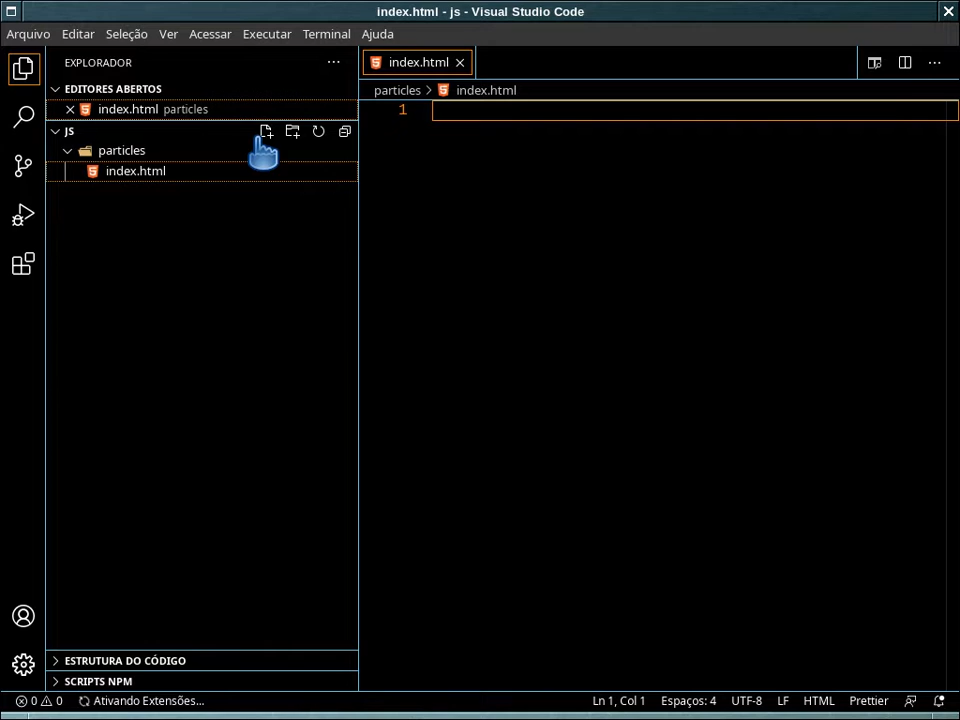 index.html - js - Visual Studio Code
Arquivo Editar Seleção Ver Acessar Executar Terminal Ajuda
EXPLORADOR
index.html
EDITORES ABERTOS
particles index.html
index.html particles
1
JS
particles
index.html
ESTRUTURA DO CÓDIGO
SCRIPTS NPM
0 0 Ativando Extensões... Ln 1, Col 1 Espaços: 4 UTF-8 LF HTML Prettier